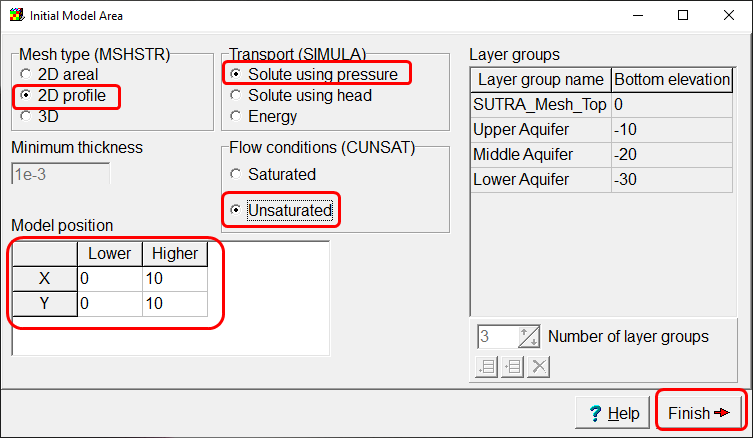 Initial Model Area
Mesh type (MSHSTR)
2D areal
2D profile
3D
Minimum thickness
1e-3
Transport (SIMULA)
Solute using pressure
Solute using head
Energy
Flow conditions (CUNSAT)
Saturated
Unsaturated
Model position
Lower Higher
X 0 10
Y 0 10
Layer groups
Layer group name Bottom elevation
SUTRA_Mesh_Top 0
Upper Aquifer -10
Middle Aquifer -20
Lower Aquifer -30
3 Number of layer groups
? Help Finish